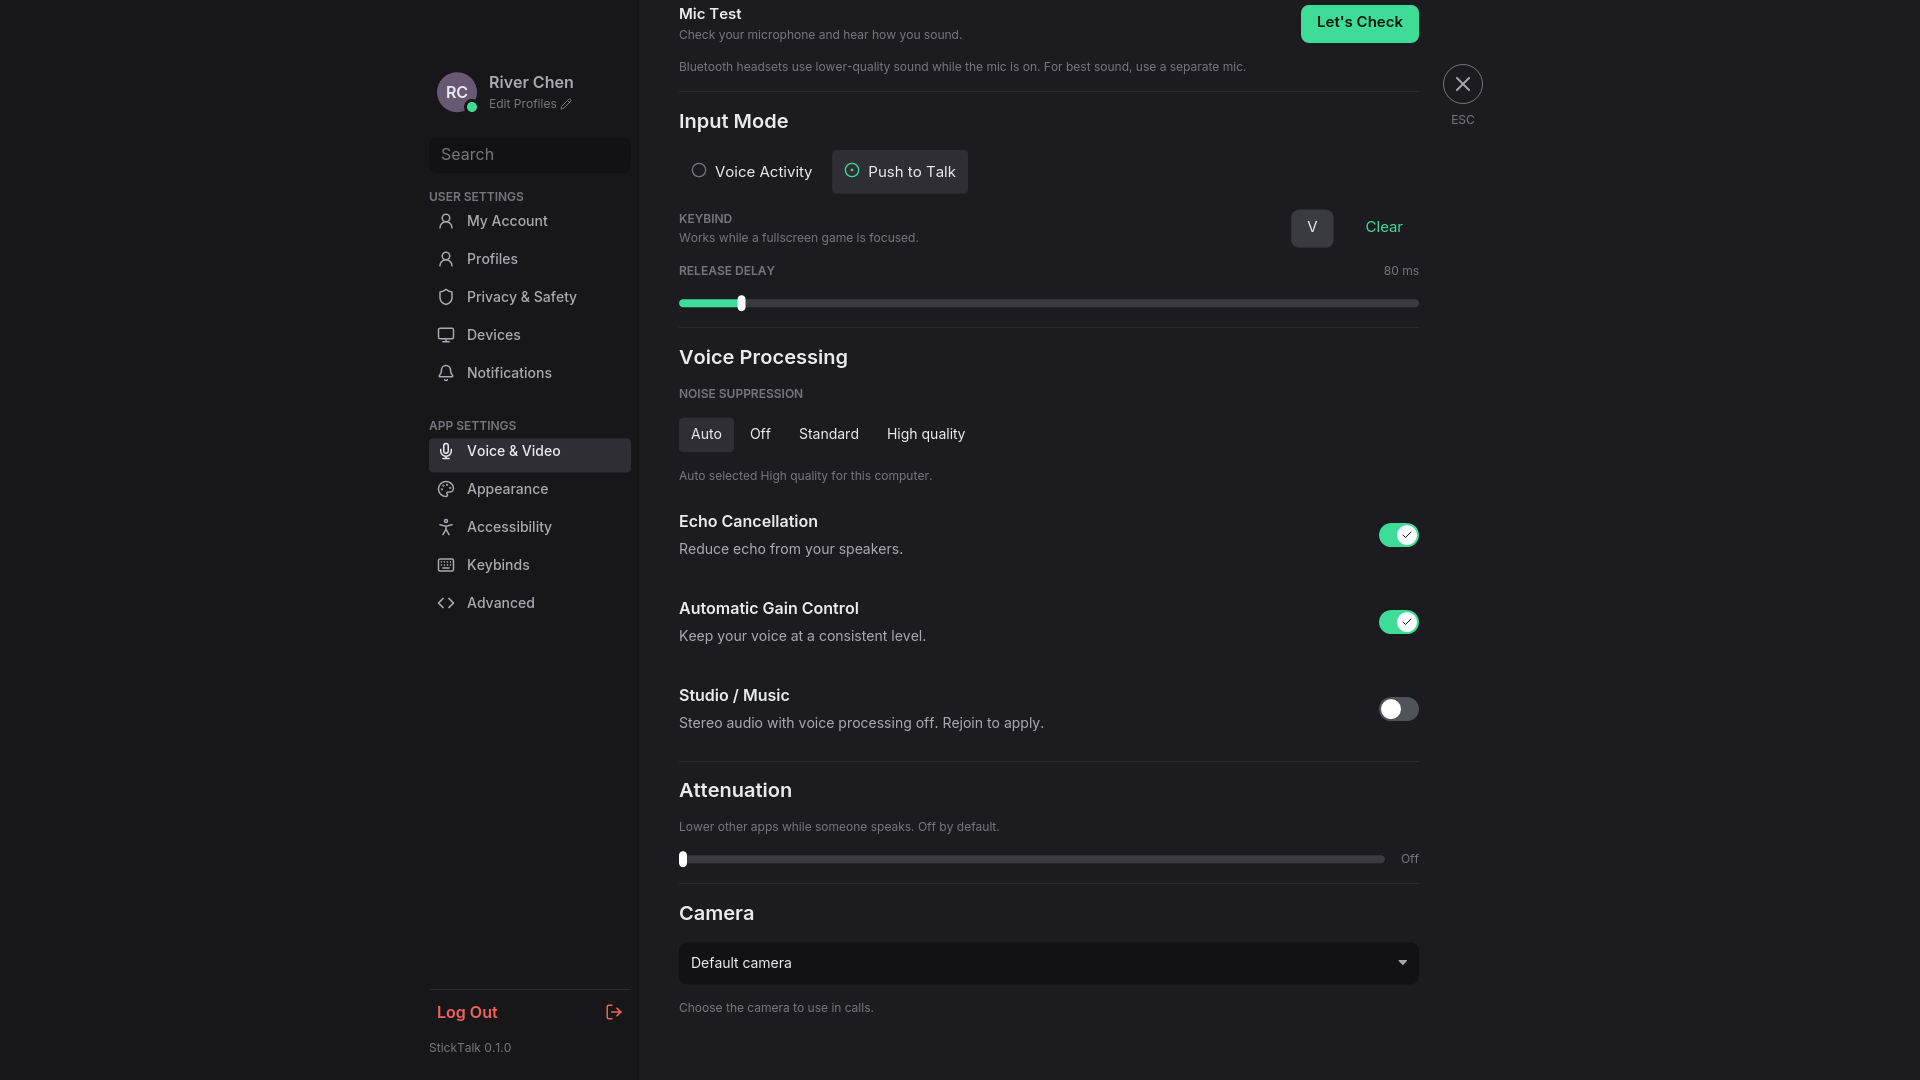 Mic Test
Check your microphone and hear how you sound.
Let's Check
Bluetooth headsets use lower-quality sound while the mic is on. For best sound, use a separate mic.
RC
River Chen
Edit Profiles
ESC
Search
USER SETTINGS
My Account
Profiles
Privacy & Safety
Devices
Notifications
APP SETTINGS
Voice & Video
Appearance
Accessibility
Keybinds
Advanced
Log Out
StickTalk 0.1.0
Input Mode
Voice Activity
Push to Talk
KEYBIND
Works while a fullscreen game is focused.
V
Clear
RELEASE DELAY
80 ms
Voice Processing
NOISE SUPPRESSION
Auto
Off
Standard
High quality
Auto selected High quality for this computer.
Echo Cancellation
Reduce echo from your speakers.
Automatic Gain Control
Keep your voice at a consistent level.
Studio / Music
Stereo audio with voice processing off. Rejoin to apply.
Attenuation
Lower other apps while someone speaks. Off by default.
Off
Camera
Default camera
Choose the camera to use in calls.